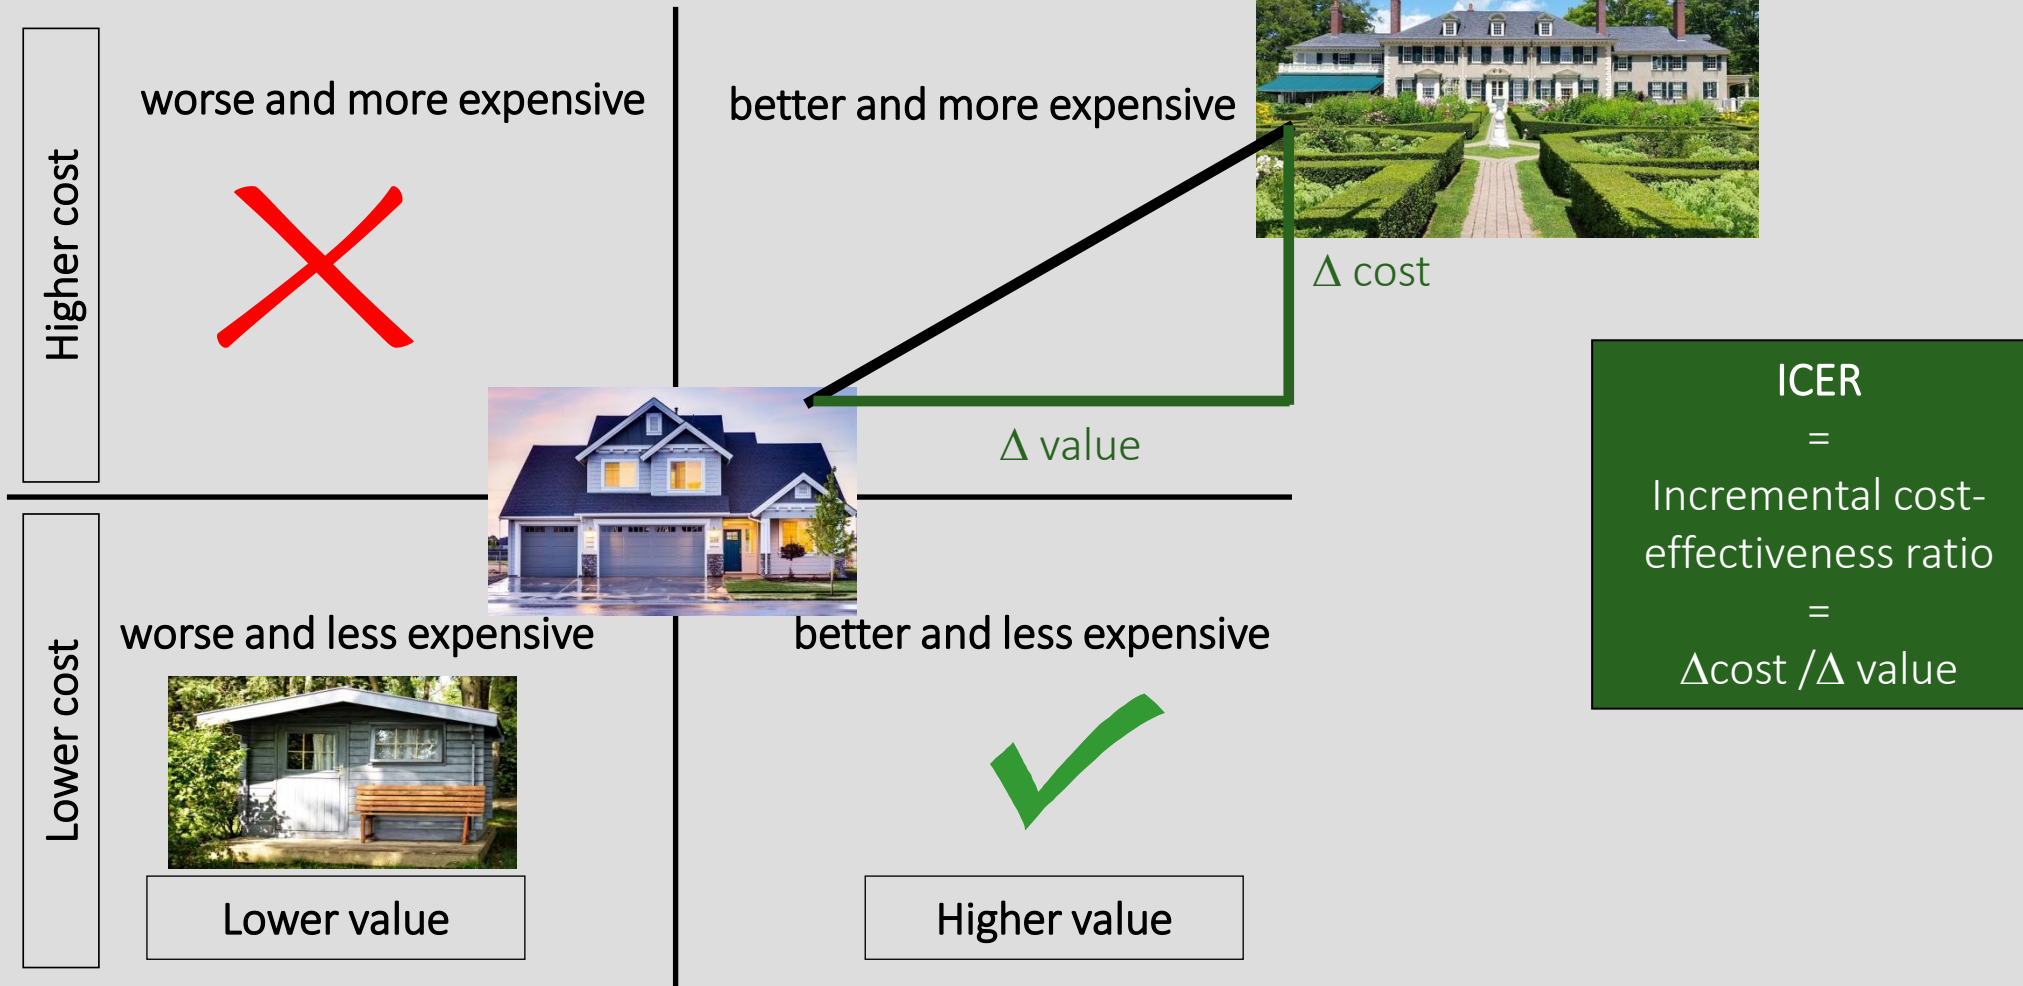 Higher cost
worse and more expensive
better and more expensive
Δ cost
Δ value
ICER
=
Incremental cost-
effectiveness ratio
=
Δcost /Δ value
Lower cost
worse and less expensive
better and less expensive
Lower value
Higher value